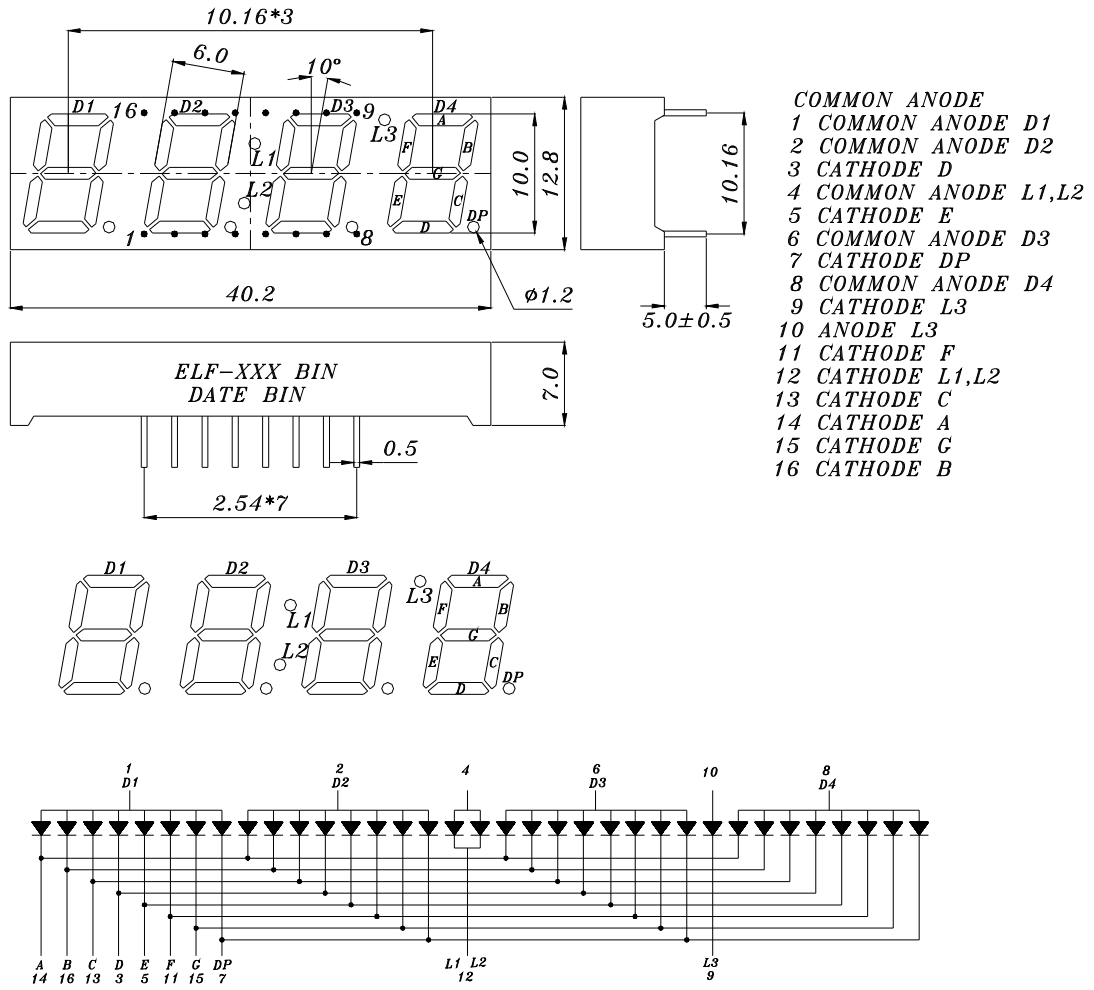 10.16*3
6.0
10°
D1 16 D2 D3 9 D4
L1 L3
L2
A
F B
G
E C
D DP
1 8
10.0
12.8
40.2
ø1.2
10.16
5.0±0.5
COMMON ANODE
1 COMMON ANODE D1
2 COMMON ANODE D2
3 CATHODE D
4 COMMON ANODE L1,L2
5 CATHODE E
6 COMMON ANODE D3
7 CATHODE DP
8 COMMON ANODE D4
9 CATHODE L3
10 ANODE L3
11 CATHODE F
12 CATHODE L1,L2
13 CATHODE C
14 CATHODE A
15 CATHODE G
16 CATHODE B
ELF-XXX BIN
DATE BIN
7.0
0.5
2.54*7
D1 D2 D3 D4
L1 L3
L2
A
F B
G
E C
D DP
1 2 4 6 10 8
D1 D2 D3 D4
A B C D E F G DP L1 L2 L3
14 16 13 3 5 11 15 7 12 9